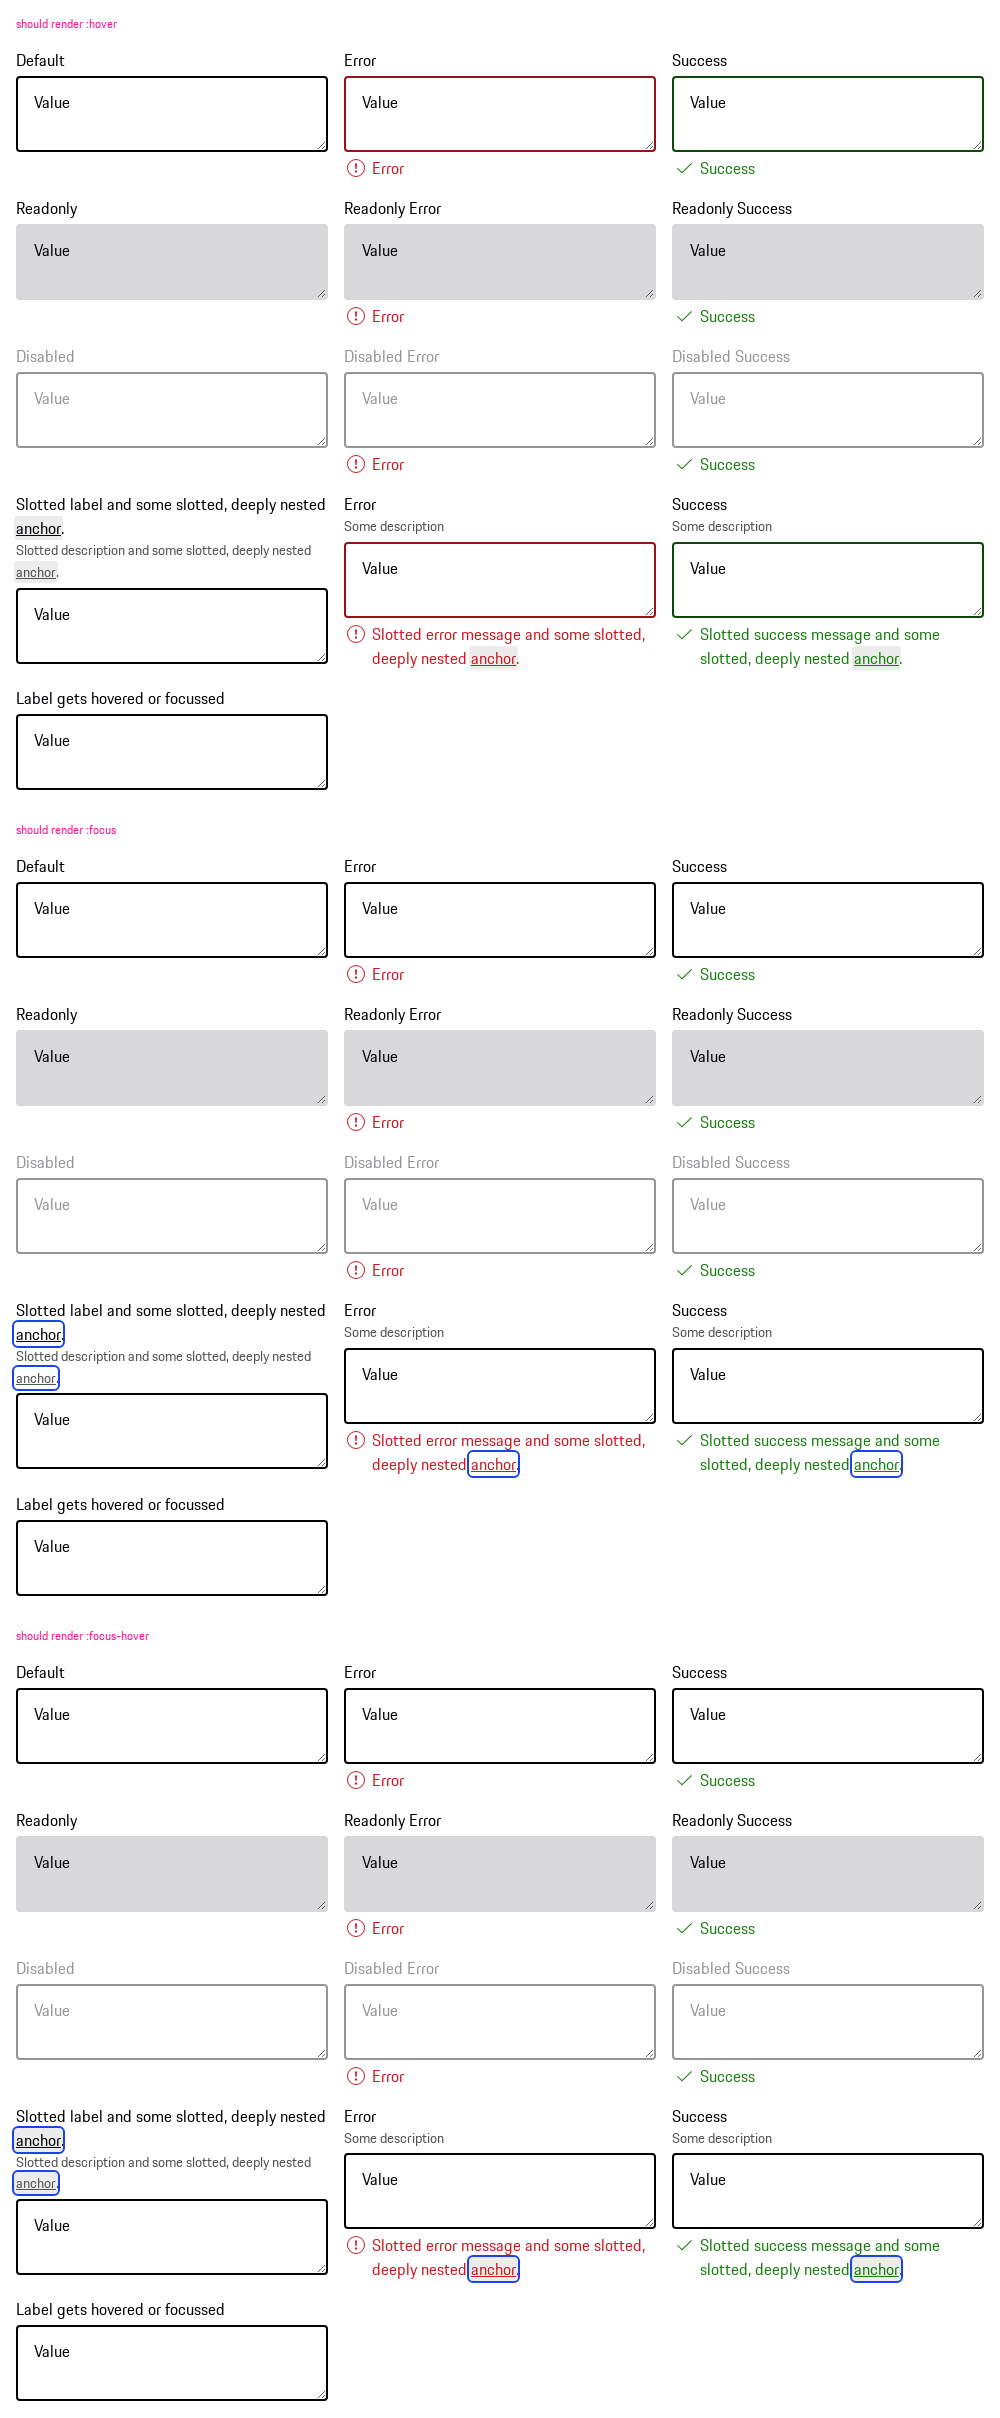 should render :hover
Default
Error
Success
Value
Value
Value
Error
Success
Readonly
Readonly Error
Readonly Success
Value
Value
Value
Error
Success
Disabled
Disabled Error
Disabled Success
Value
Value
Value
Error
Success
Slotted label and some slotted, deeply nested
anchor.
Slotted description and some slotted, deeply nested
anchor.
Value
Error
Some description
Value
Slotted error message and some slotted,
deeply nested anchor.
Success
Some description
Value
Slotted success message and some
slotted, deeply nested anchor.
Label gets hovered or focussed
Value
should render :focus
Default
Error
Success
Value
Value
Value
Error
Success
Readonly
Readonly Error
Readonly Success
Value
Value
Value
Error
Success
Disabled
Disabled Error
Disabled Success
Value
Value
Value
Error
Success
Slotted label and some slotted, deeply nested
anchor.
Slotted description and some slotted, deeply nested
anchor.
Value
Error
Some description
Value
Slotted error message and some slotted,
deeply nested anchor.
Success
Some description
Value
Slotted success message and some
slotted, deeply nested anchor.
Label gets hovered or focussed
Value
should render :focus-hover
Default
Error
Success
Value
Value
Value
Error
Success
Readonly
Readonly Error
Readonly Success
Value
Value
Value
Error
Success
Disabled
Disabled Error
Disabled Success
Value
Value
Value
Error
Success
Slotted label and some slotted, deeply nested
anchor.
Slotted description and some slotted, deeply nested
anchor.
Value
Error
Some description
Value
Slotted error message and some slotted,
deeply nested anchor.
Success
Some description
Value
Slotted success message and some
slotted, deeply nested anchor.
Label gets hovered or focussed
Value